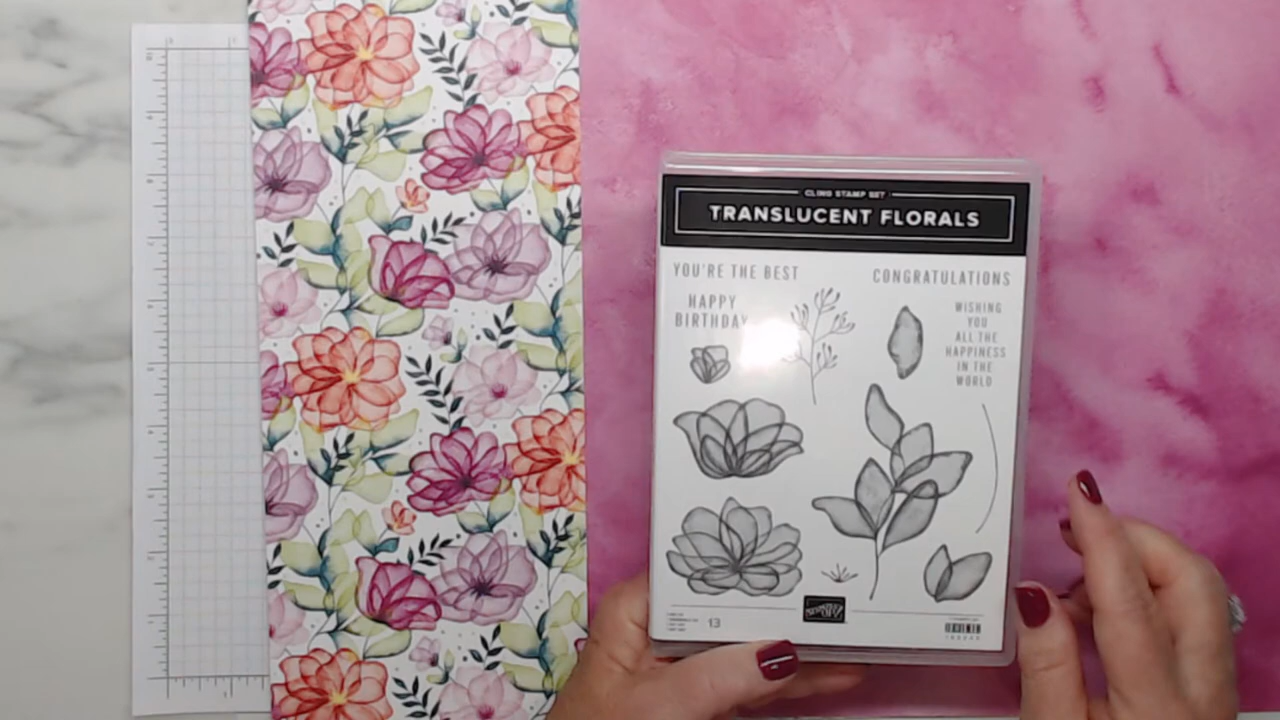 CLING STAMP SET
TRANSLUCENT FLORALS
YOU'RE THE BEST
CONGRATULATIONS
HAPPY
BIRTHDAY
WISHING
YOU
ALL THE
HAPPINESS
IN THE
WORLD
13